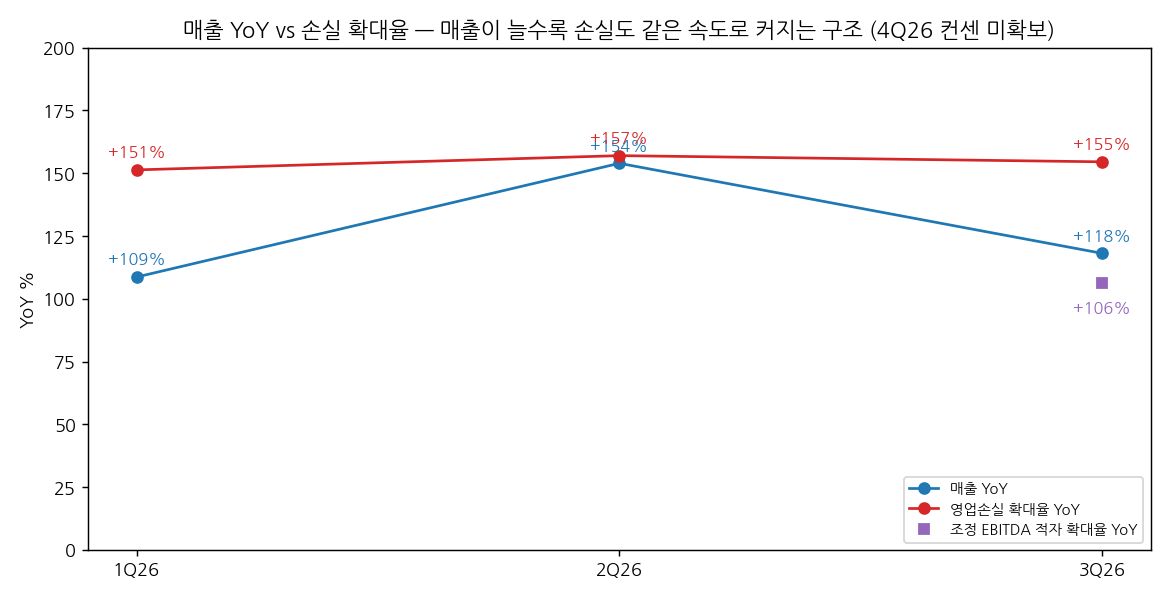 매출 YoY vs 손실 확대율 — 매출이 늘수록 손실도 같은 속도로 커지는 구조 (4Q26 컨센 미확보)
YoY %
200
175
150
125
100
75
50
25
0
+151%
+157%
+154%
+155%
+109%
+118%
+106%
매출 YoY
영업손실 확대율 YoY
조정 EBITDA 적자 확대율 YoY
1Q26
2Q26
3Q26